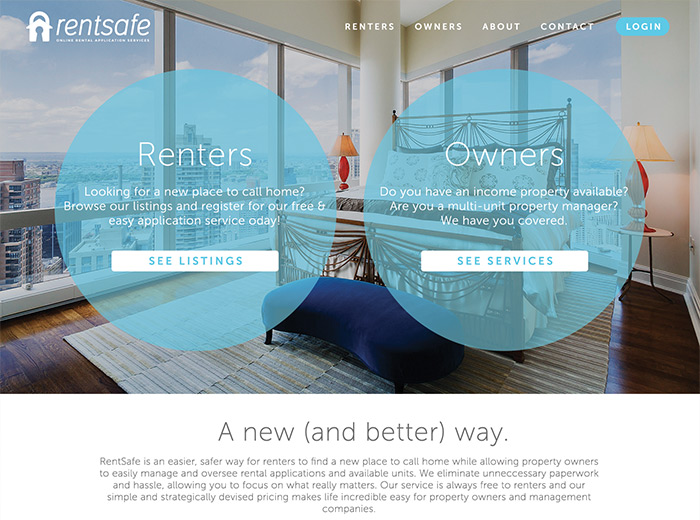 rentsafe
ONLINE RENTAL APPLICATION SERVICES
RENTERS OWNERS ABOUT CONTACT LOGIN
Renters
Looking for a new place to call home?
Browse our listings and register for our free &
easy application service oday!
SEE LISTINGS
Owners
Do you have an income property available?
Are you a multi-unit property manager?
We have you covered.
SEE SERVICES
A new (and better) way.
RentSafe is an easier, safer way for renters to find a new place to call home while allowing property owners
to easily manage and oversee rental applications and available units. We eliminate unneccessary paperwork
and hassle, allowing you to focus on what really matters. Our service is always free to renters and our
simple and strategically devised pricing makes life incredible easy for property owners and management
companies.